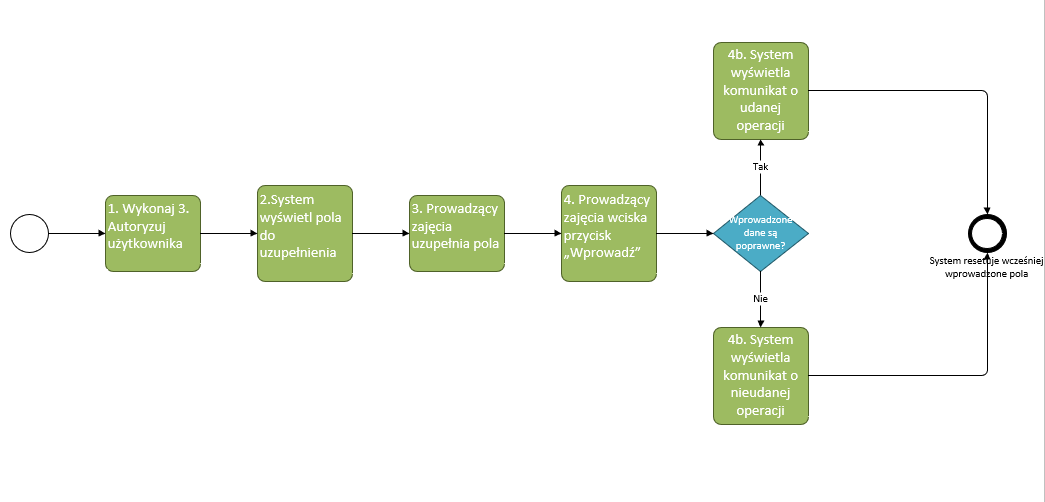 1. Wykonaj 3.
Autoryzuj
użytkownika
2.System
wyświetl pola
do
uzupełnienia
3. Prowadzący
zajęcia
uzupełnia pola
4. Prowadzący
zajęcia wciska
przycisk
„Wprowadź”
Wprowadzone
dane są
poprawne?
Tak
4b. System
wyświetla
komunikat o
udanej
operacji
Nie
4b. System
wyświetla
komunikat o
nieudanej
operacji
System resetuje wcześniej
wprowadzone pola